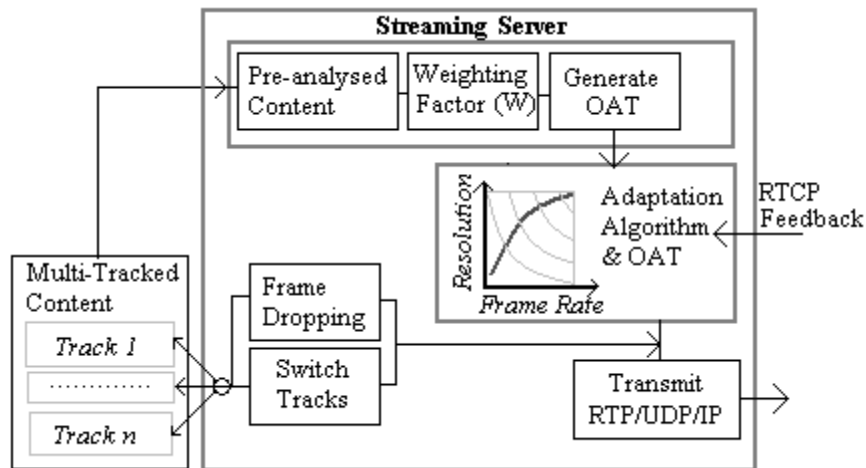 Streaming Server
Pre-analysed
Content
Weighting
Factor (W)
Generate
OAT
Resolution
Frame Rate
Adaptation
Algorithm
& OAT
RTCP
Feedback
Multi-Tracked
Content
Track 1
.............
Track n
Frame
Dropping
Switch
Tracks
Transmit
RTP/UDP/IP